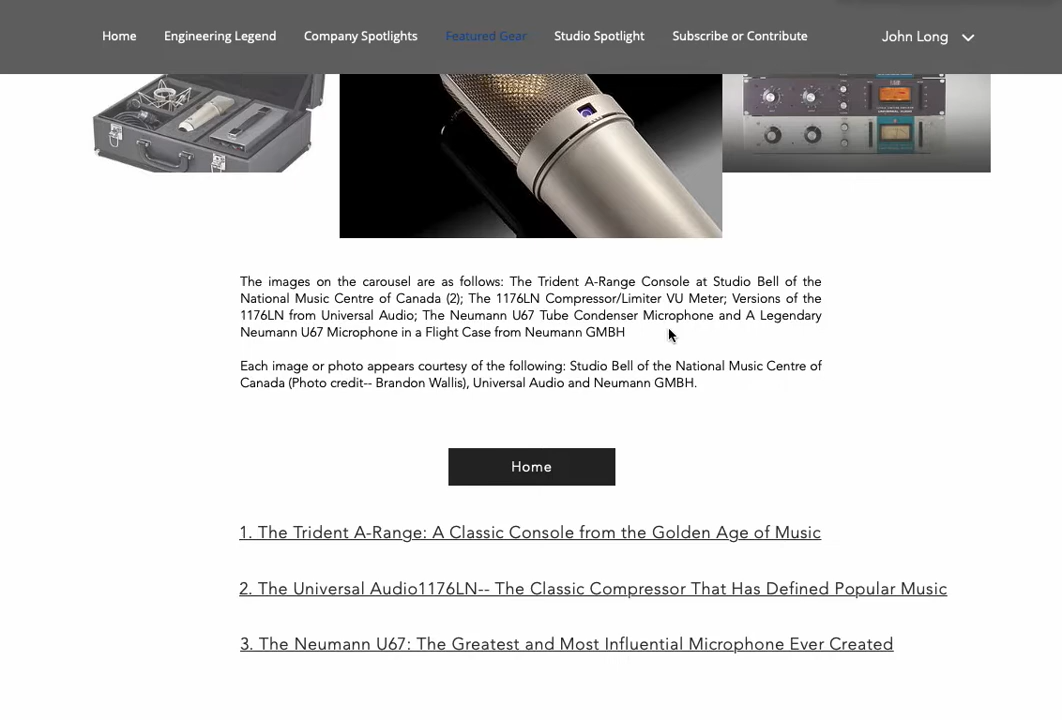 Home Engineering Legend Company Spotlights Featured Gear Studio Spotlight Subscribe or Contribute John Long
The images on the carousel are as follows: The Trident A-Range Console at Studio Bell of the
National Music Centre of Canada (2); The 1176LN Compressor/Limiter VU Meter; Versions of the
1176LN from Universal Audio; The Neumann U67 Tube Condenser Microphone and A Legendary
Neumann U67 Microphone in a Flight Case from Neumann GMBH
Each image or photo appears courtesy of the following: Studio Bell of the National Music Centre of
Canada (Photo credit-- Brandon Wallis), Universal Audio and Neumann GMBH.
Home
1. The Trident A-Range: A Classic Console from the Golden Age of Music
2. The Universal Audio1176LN-- The Classic Compressor That Has Defined Popular Music
3. The Neumann U67: The Greatest and Most Influential Microphone Ever Created